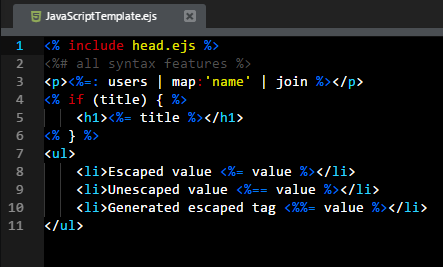 JavaScriptTemplate.ejs
1 <% include head.ejs %>
2 <%# all syntax features %>
3 <p><%=: users | map:'name' | join %></p>
4 <% if (title) { %>
5 <h1><%= title %></h1>
6 <% } %>
7 <ul>
8 <li>Escaped value <%= value %></li>
9 <li>Unescaped value <%== value %></li>
10 <li>Generated escaped tag <%%= value %></li>
11 </ul>